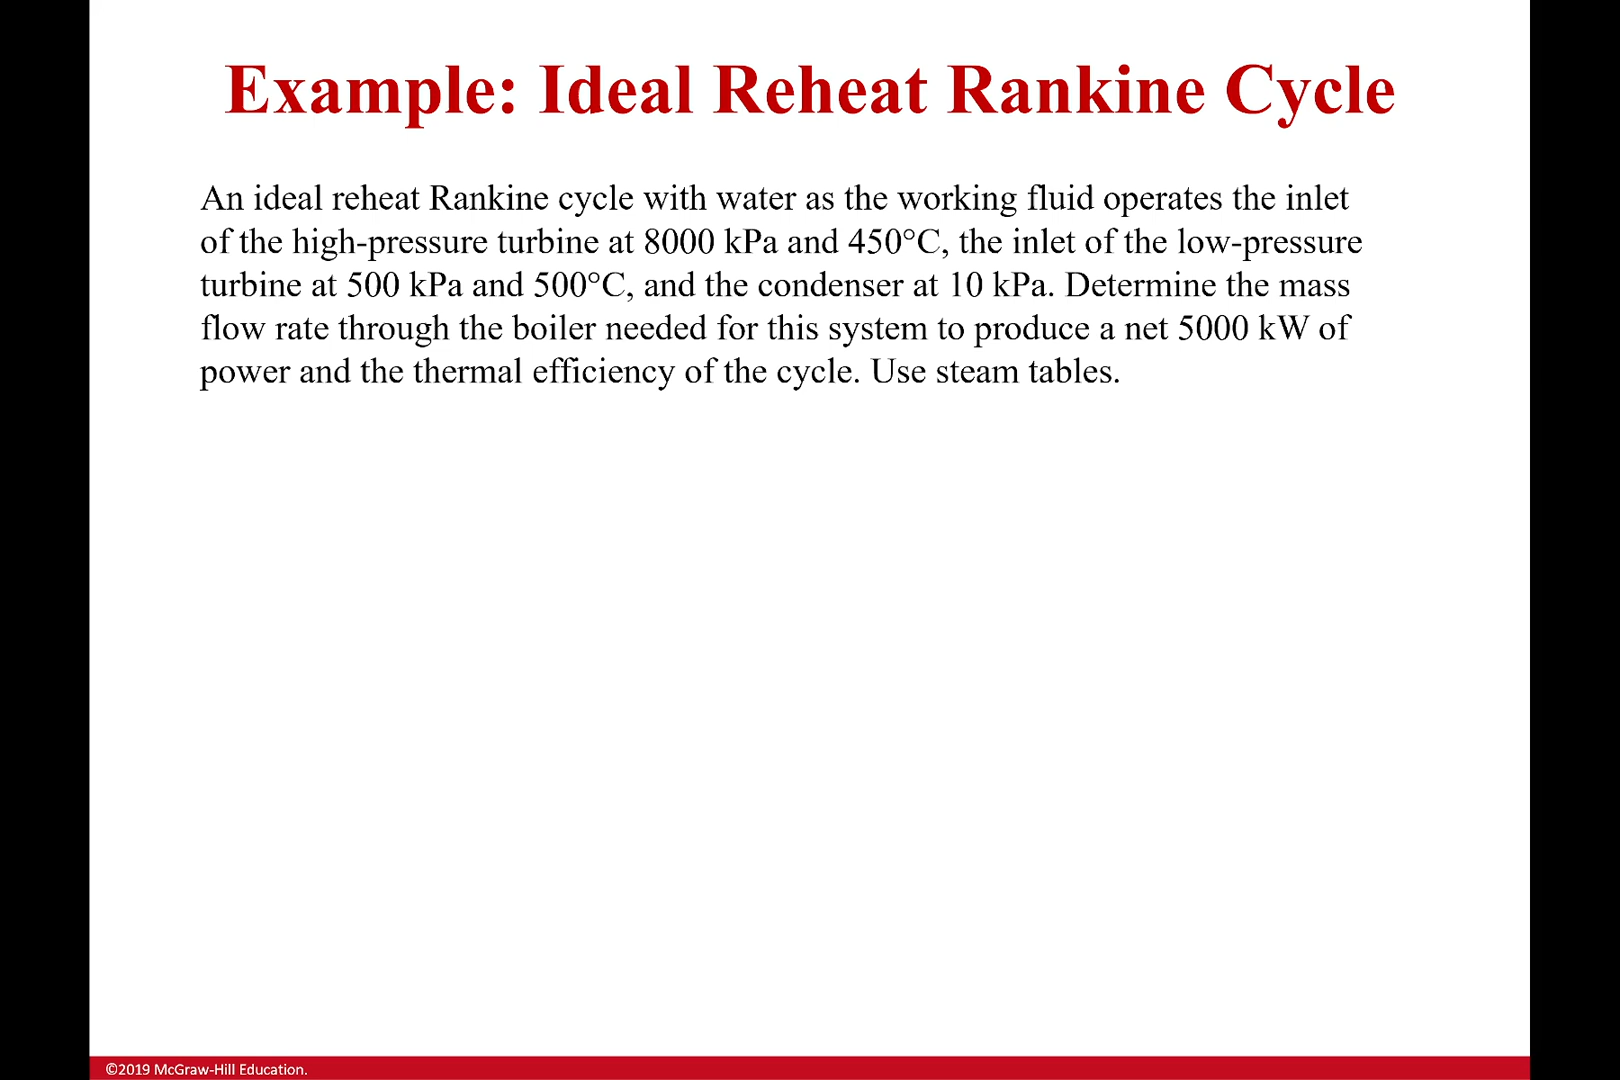 Example: Ideal Reheat Rankine Cycle
An ideal reheat Rankine cycle with water as the working fluid operates the inlet
of the high-pressure turbine at 8000 kPa and 450°C, the inlet of the low-pressure
turbine at 500 kPa and 500°C, and the condenser at 10 kPa. Determine the mass
flow rate through the boiler needed for this system to produce a net 5000 kW of
power and the thermal efficiency of the cycle. Use steam tables.
©2019 McGraw-Hill Education.